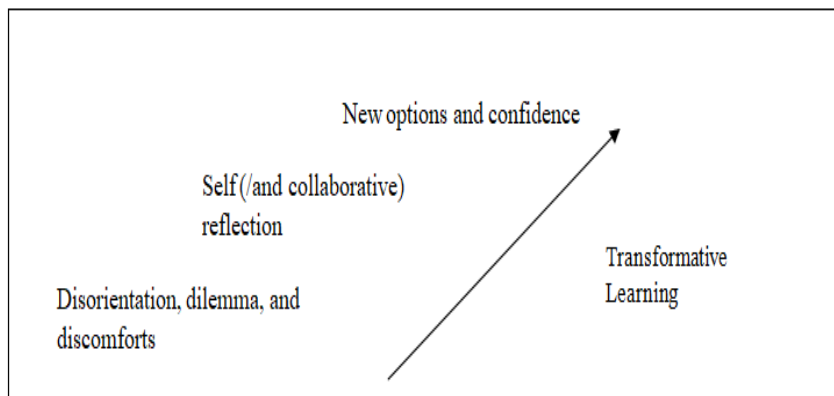 New options and confidence
Self (/and collaborative)
reflection
Transformative
Learning
Disorientation, dilemma, and
discomforts